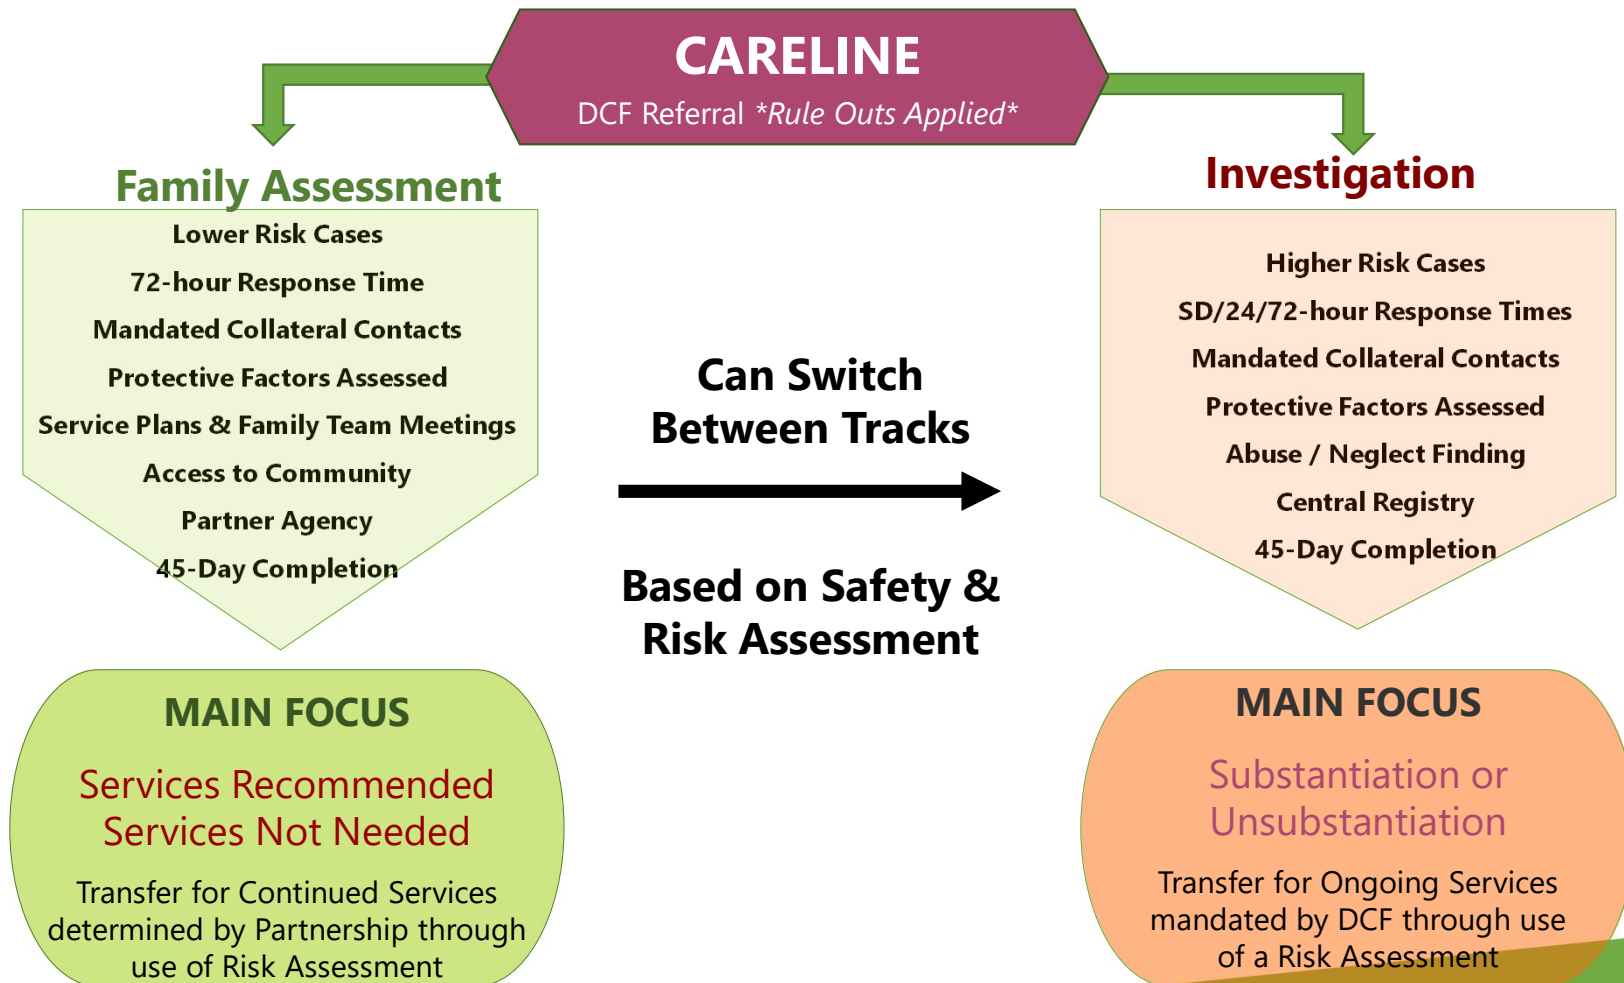 CARELINE
DCF Referral *Rule Outs Applied*
Family Assessment
Lower Risk Cases
72-hour Response Time
Mandated Collateral Contacts
Protective Factors Assessed
Service Plans & Family Team Meetings
Access to Community
Partner Agency
45-Day Completion
Can Switch
Between Tracks
Based on Safety &
Risk Assessment
Investigation
Higher Risk Cases
SD/24/72-hour Response Times
Mandated Collateral Contacts
Protective Factors Assessed
Abuse / Neglect Finding
Central Registry
45-Day Completion
MAIN FOCUS
Services Recommended
Services Not Needed
Transfer for Continued Services
determined by Partnership through
use of Risk Assessment
MAIN FOCUS
Substantiation or
Unsubstantiation
Transfer for Ongoing Services
mandated by DCF through use
of a Risk Assessment